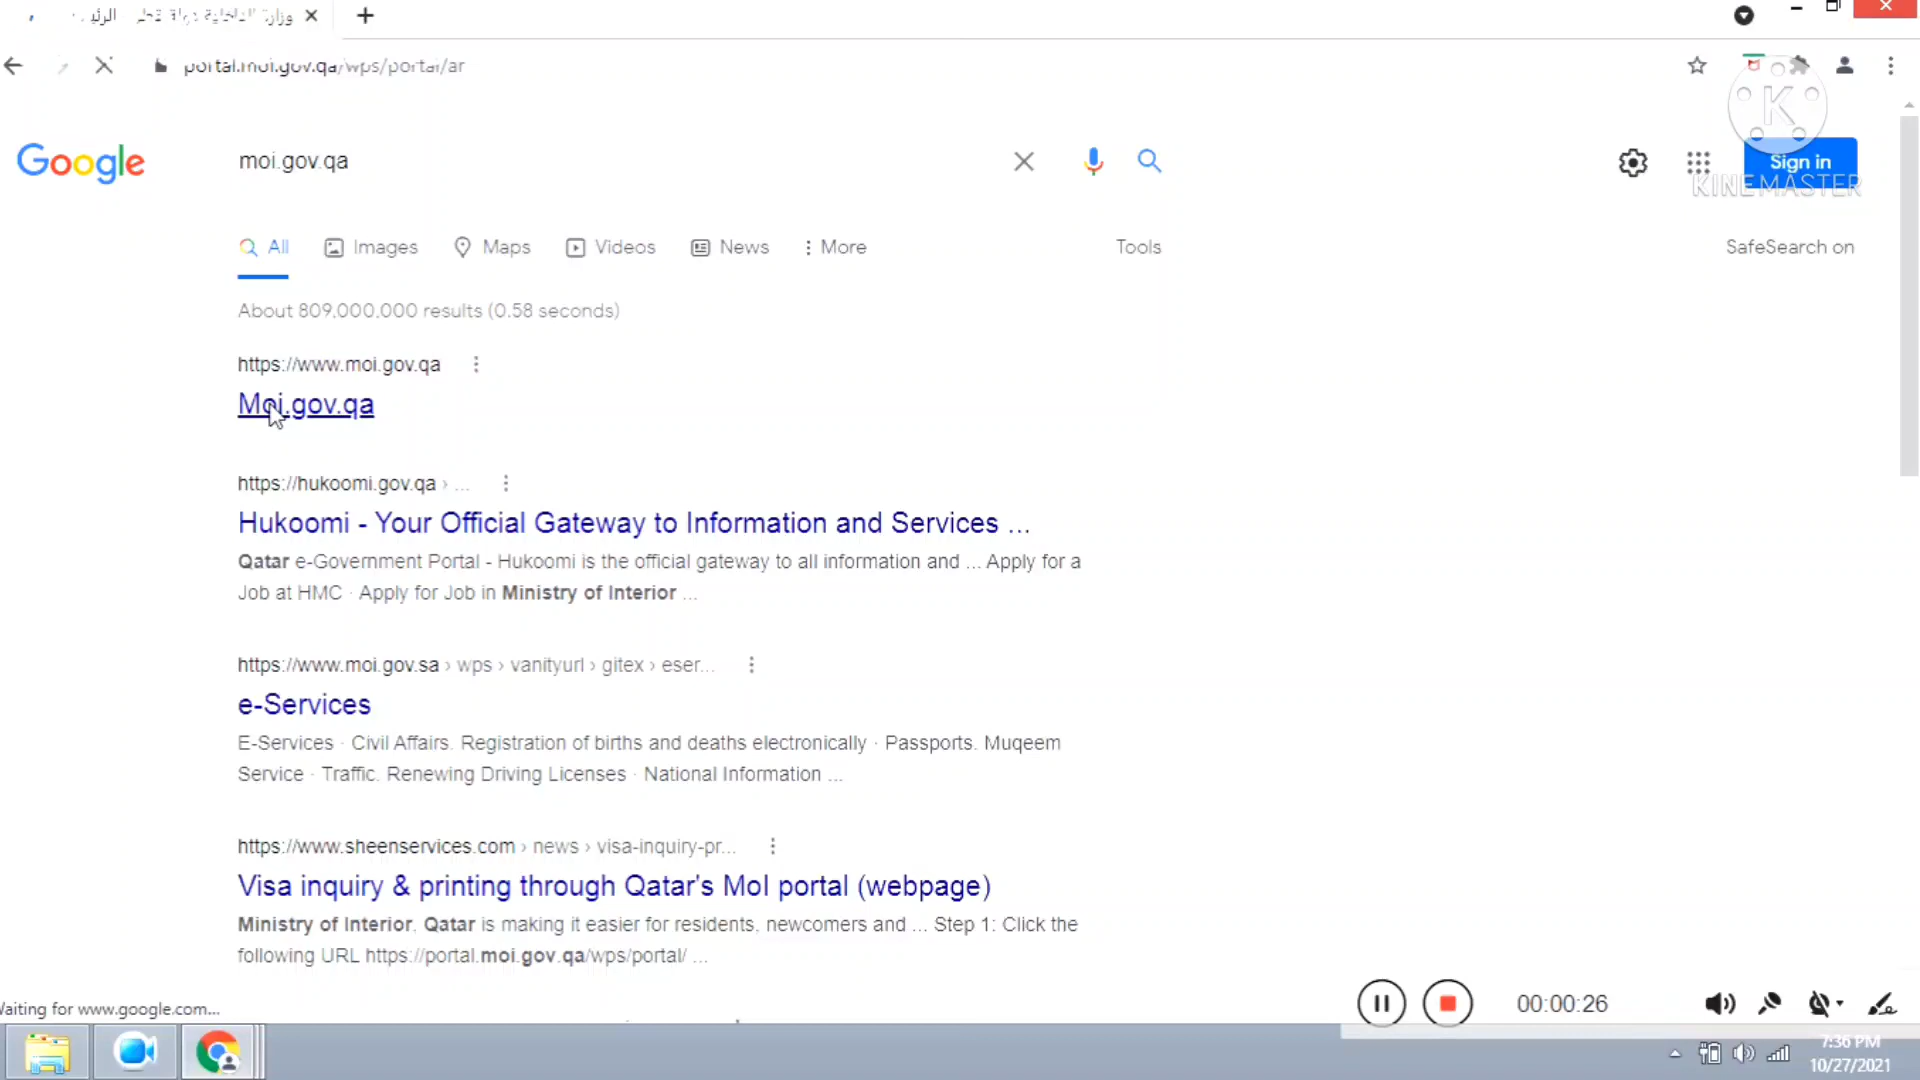 الرئي
portal.moi.gov.qa/wps/portal/ar
Google
moi.gov.qa
Sign in
KINEMASTER
All
Images
Maps
Videos
News
More
Tools
SafeSearch on
About 809,000,000 results (0.58 seconds)
https://www.moi.gov.qa
Moi.gov.qa
https://hukoomi.gov.qa › ...
Hukoomi - Your Official Gateway to Information and Services ...
Qatar e-Government Portal - Hukoomi is the official gateway to all information and ... Apply for a
Job at HMC · Apply for Job in Ministry of Interior ...
https://www.moi.gov.sa › wps › vanityurl › gitex › eser...
e-Services
E-Services · Civil Affairs. Registration of births and deaths electronically · Passports. Muqeem
Service · Traffic. Renewing Driving Licenses · National Information ...
https://www.sheenservices.com › news › visa-inquiry-pr...
Visa inquiry & printing through Qatar's MoI portal (webpage)
Ministry of Interior, Qatar is making it easier for residents, newcomers and ... Step 1: Click the
following URL https://portal.moi.gov.qa/wps/portal/ ...
aiting for www.google.com...
00:00:26
7:36 PM
10/27/2021